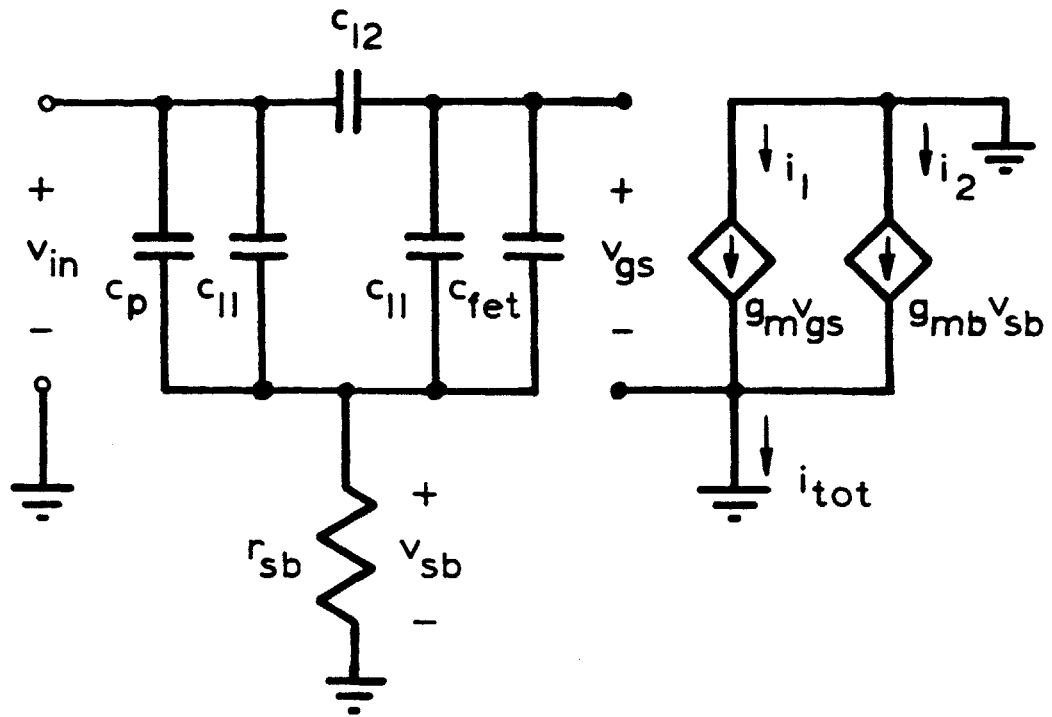 c12
+
vin
−
cp
c11
c11
cfet
+
vgs
−
i1
i2
gmvgs
gmbvsb
itot
rsb
+
vsb
−